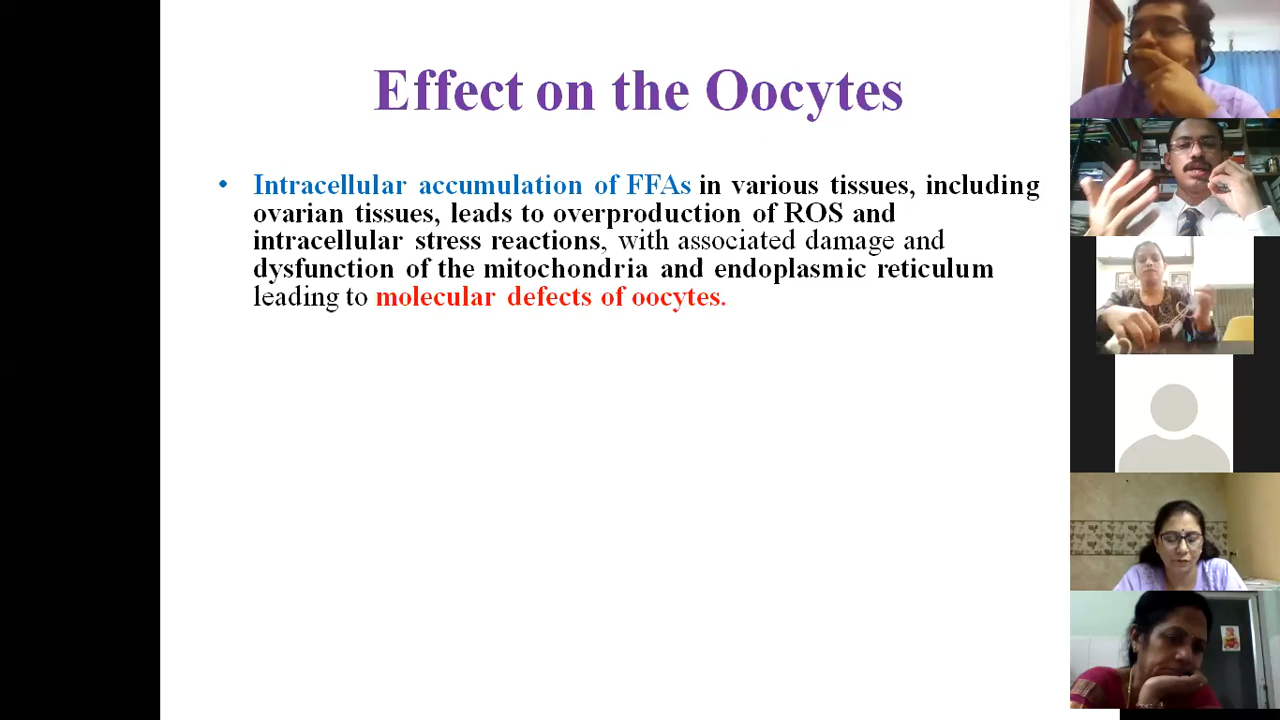 Effect on the Oocytes
• Intracellular accumulation of FFAs in various tissues, including
ovarian tissues, leads to overproduction of ROS and
intracellular stress reactions, with associated damage and
dysfunction of the mitochondria and endoplasmic reticulum
leading to molecular defects of oocytes.